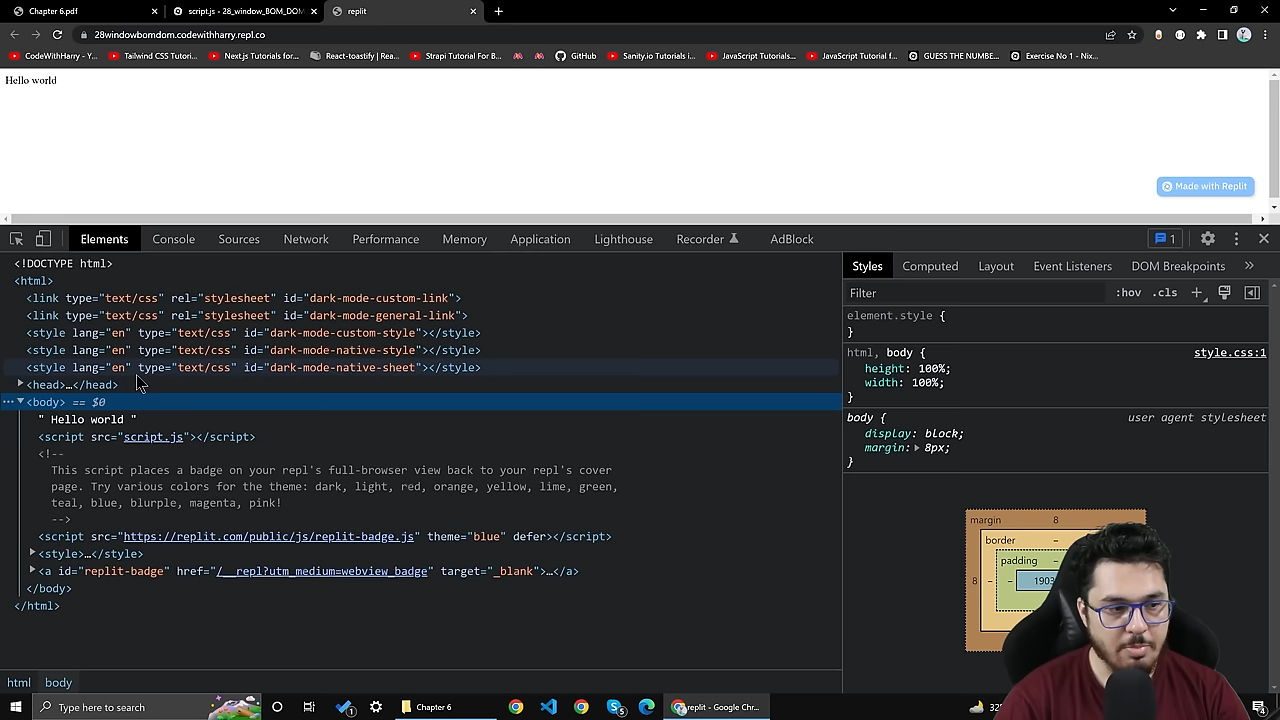 Chapter 6.pdf
script.js - 28_window_BOM_DOM
replit
28windowbomdom.codewithharry.repl.co
CodeWithHarry - Y...
Tailwind CSS Tutori...
Next.js Tutorials for...
React-toastify | Rea...
Strapi Tutorial For B...
GitHub
Sanity.io Tutorials i...
JavaScript Tutorials...
JavaScript Tutorial f...
GUESS THE NUMBE...
Exercise No 1 - Nix...
Hello world
Made with Replit
Elements
Console
Sources
Network
Performance
Memory
Application
Lighthouse
Recorder
AdBlock
1
<!DOCTYPE html>
<html>
<link type="text/css" rel="stylesheet" id="dark-mode-custom-link">
<link type="text/css" rel="stylesheet" id="dark-mode-general-link">
<style lang="en" type="text/css" id="dark-mode-custom-style"></style>
<style lang="en" type="text/css" id="dark-mode-native-style"></style>
<style lang="en" type="text/css" id="dark-mode-native-sheet"></style>
<head>…</head>
<body> == $0
" Hello world "
<script src="script.js"></script>
<!--
This script places a badge on your repl's full-browser view back to your repl's cover
page. Try various colors for the theme: dark, light, red, orange, yellow, lime, green,
teal, blue, blurple, magenta, pink!
-->
<script src="https://replit.com/public/js/replit-badge.js" theme="blue" defer></script>
<style>…</style>
<a id="replit-badge" href="/__repl?utm_medium=webview_badge" target="_blank">…</a>
</body>
</html>
html
body
Styles
Computed
Layout
Event Listeners
DOM Breakpoints
Filter
:hov
.cls
element.style {
}
html, body {
style.css:1
height: 100%;
width: 100%;
}
body {
user agent stylesheet
display: block;
margin: 8px;
}
margin
8
border
–
padding
–
8
–
–
Type here to search
1
Chapter 6
5
replit - Google Chr...